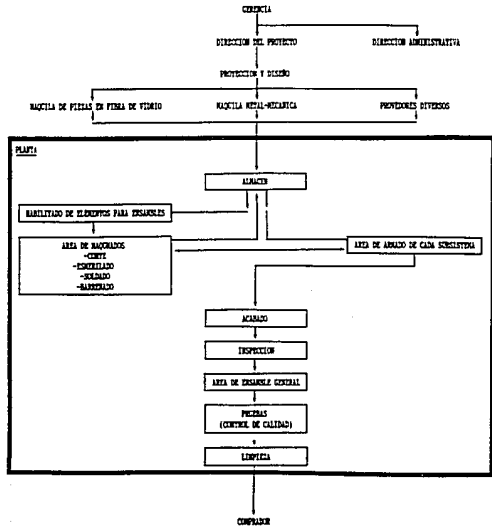 GERENCIA
DIRECCION DEL PROYECTO
DIRECCION ADMINISTRATIVA
PROTECCION Y DISEÑO
MAQUILA DE PIEZAS EN FIBRA DE VIDRIO
MAQUILA METAL-MECANICA
PROVEDORES DIVERSOS
PLANTA
ALMACEN
HABILITADO DE ELEMENTOS PARA ENSAMBLES
AREA DE MAQUINADOS
-CORTE
-ESMERILADO
-SOLDADO
-BARRENADO
AREA DE ARMADO DE CADA SUBSISTEMA
ACABADO
INSPECCION
AREA DE ENSAMBLE GENERAL
PRUEBAS
(CONTROL DE CALIDAD)
LIMPIEZA
COMPRADOR